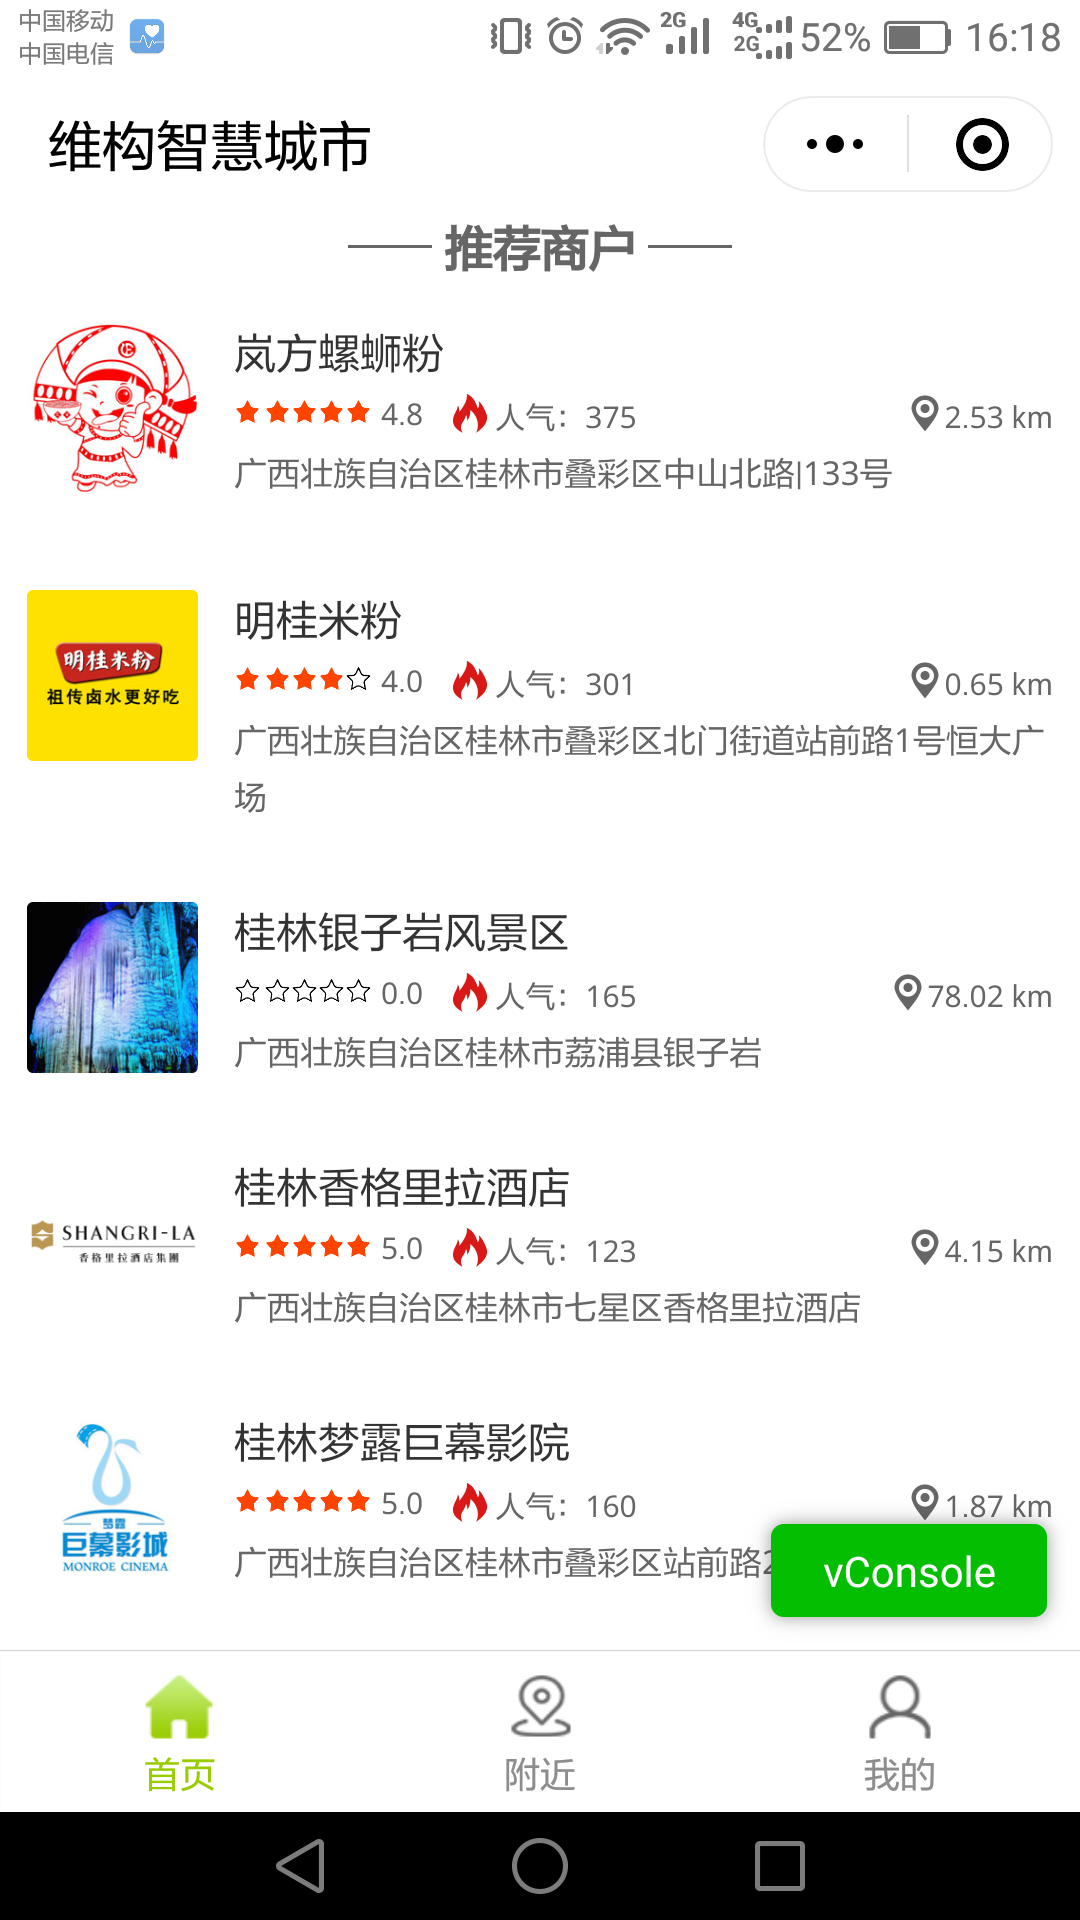 中国移动
中国电信
2G
4G
2G
52%
16:18
维构智慧城市
推荐商户
岚方螺蛳粉
4.8 人气：375 2.53 km
广西壮族自治区桂林市叠彩区中山北路|133号
明桂米粉
祖传卤水更好吃
明桂米粉
4.0 人气：301 0.65 km
广西壮族自治区桂林市叠彩区北门街道站前路1号恒大广
场
桂林银子岩风景区
0.0 人气：165 78.02 km
广西壮族自治区桂林市荔浦县银子岩
SHANGRI-LA
香格里拉酒店集團
桂林香格里拉酒店
5.0 人气：123 4.15 km
广西壮族自治区桂林市七星区香格里拉酒店
梦露
巨幕影城
MONROE CINEMA
桂林梦露巨幕影院
5.0 人气：160 1.87 km
广西壮族自治区桂林市叠彩区站前路
vConsole
首页
附近
我的